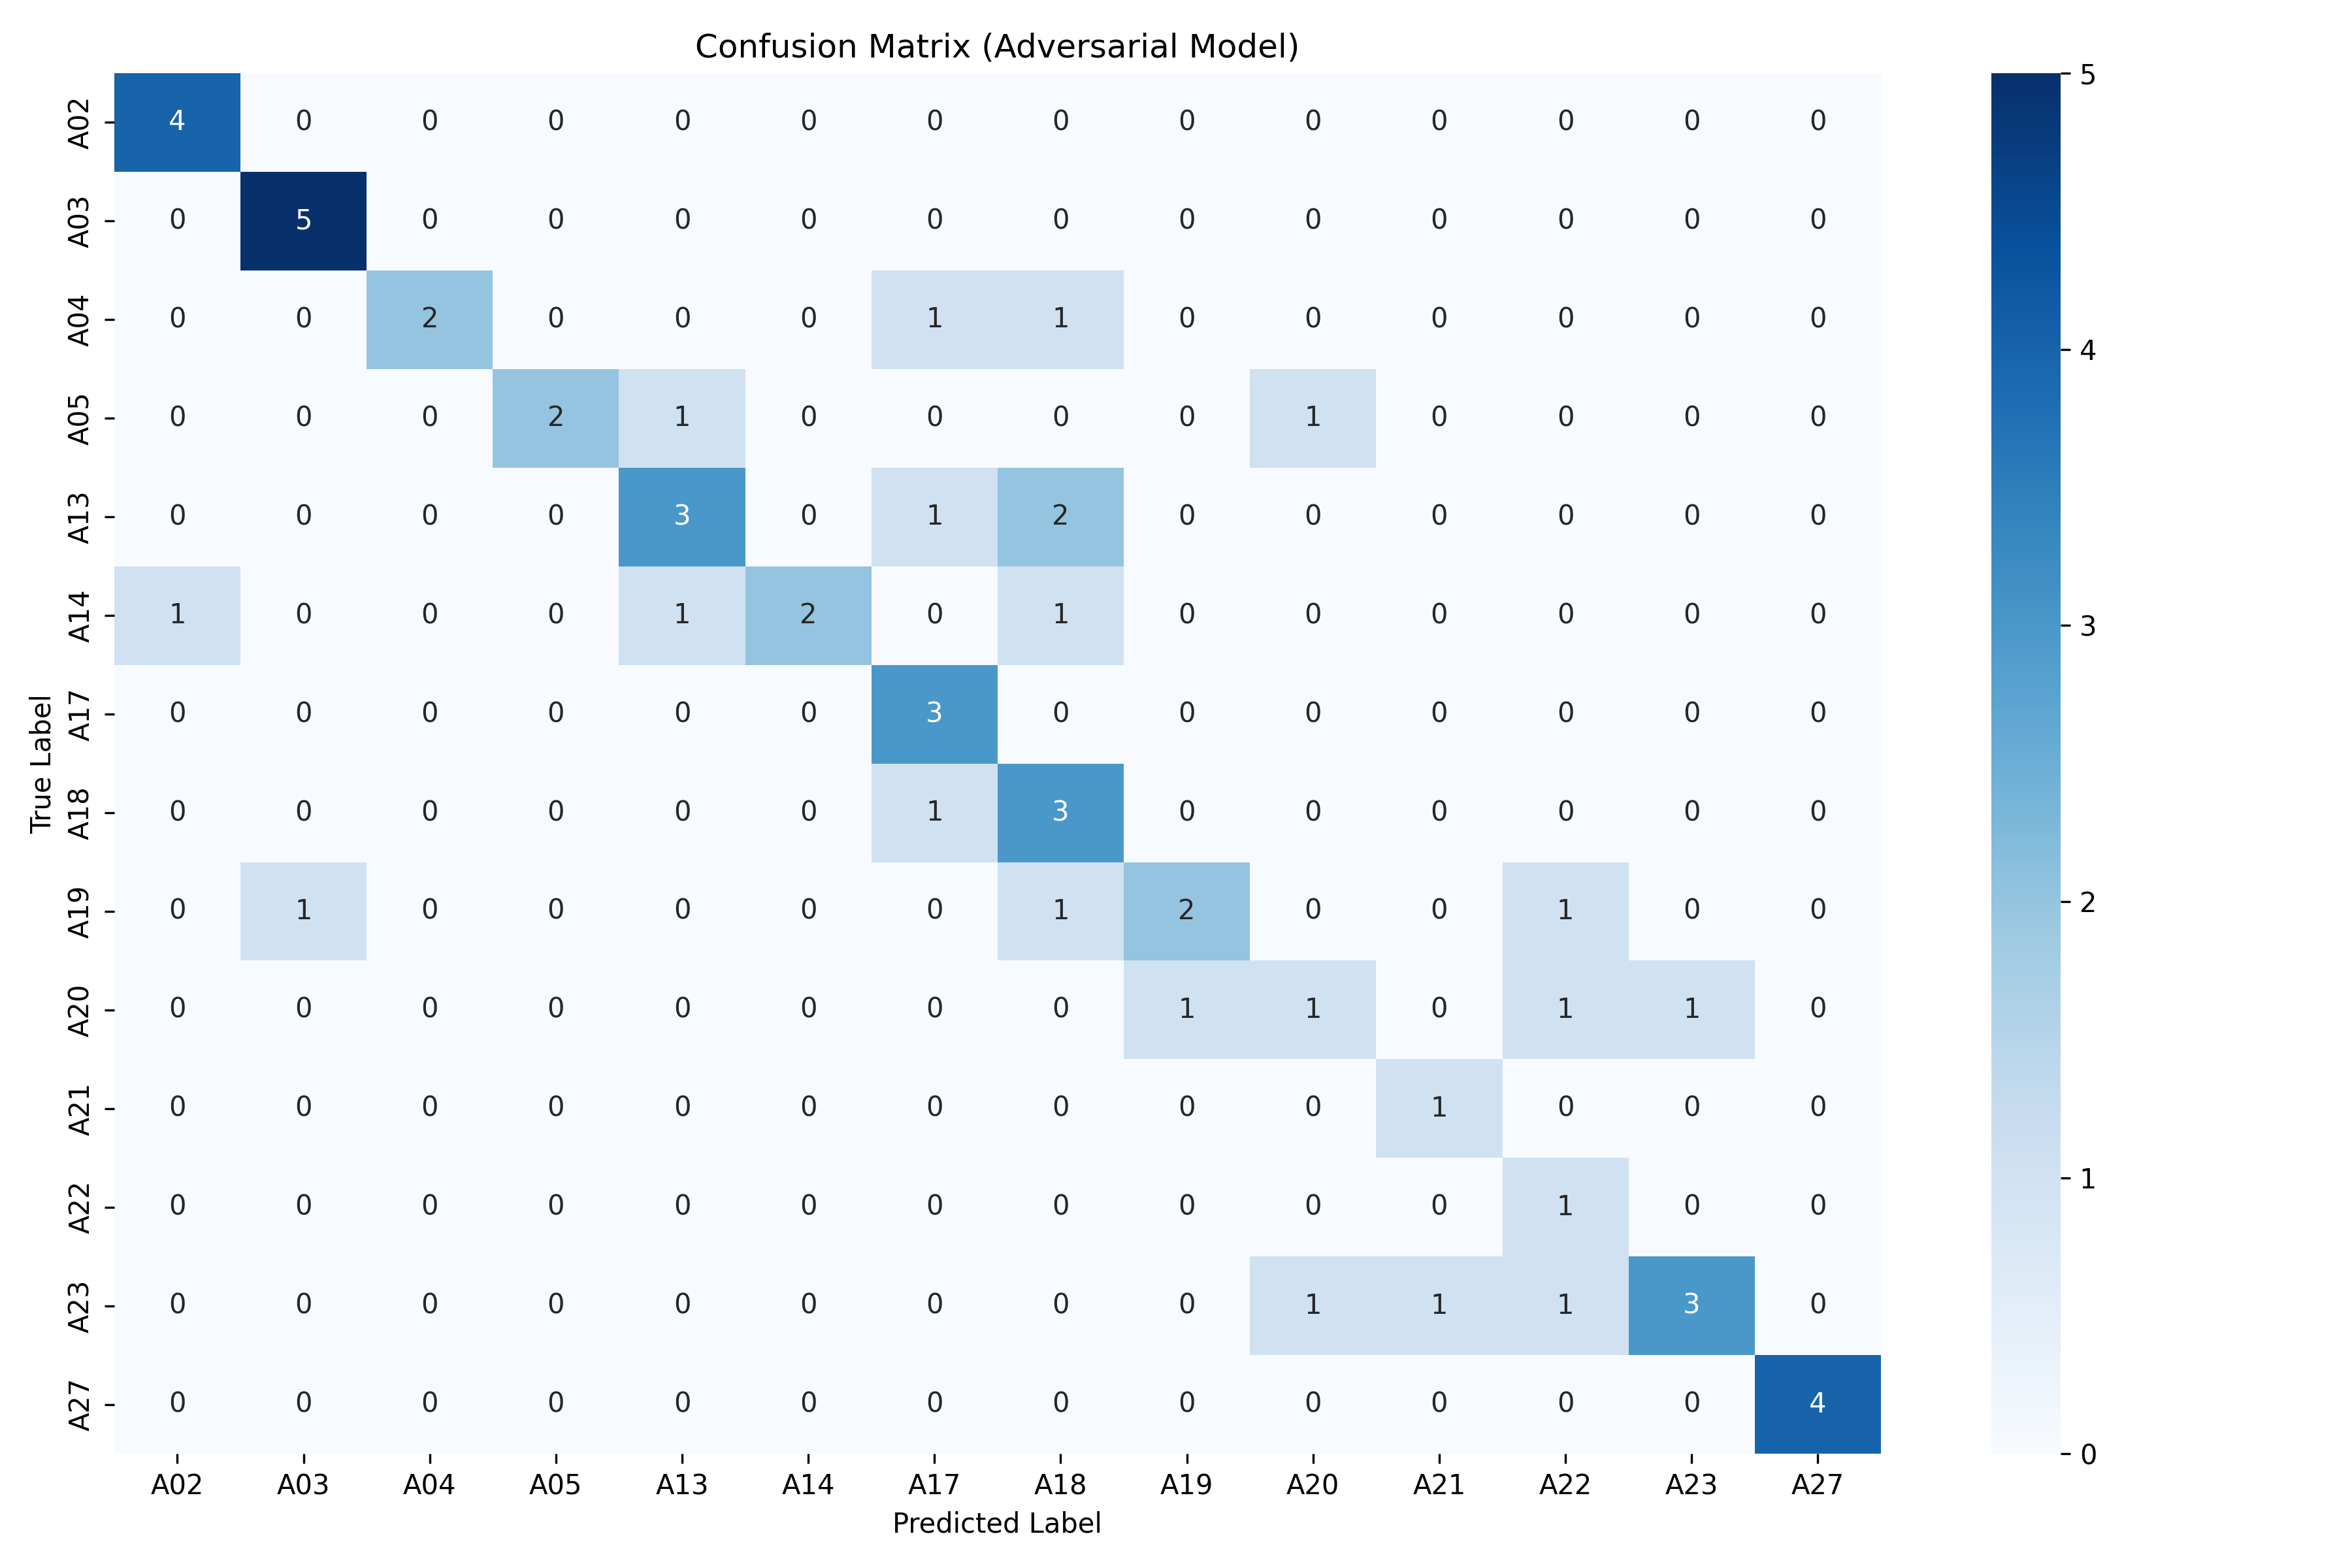 Confusion Matrix (Adversarial Model)
A02 4 0 0 0 0 0 0 0 0 0 0 0 0 0
A03 0 5 0 0 0 0 0 0 0 0 0 0 0 0
A04 0 0 2 0 0 0 1 1 0 0 0 0 0 0
A05 0 0 0 2 1 0 0 0 0 1 0 0 0 0
A13 0 0 0 0 3 0 1 2 0 0 0 0 0 0
A14 1 0 0 0 1 2 0 1 0 0 0 0 0 0
A17 0 0 0 0 0 0 3 0 0 0 0 0 0 0
A18 0 0 0 0 0 0 1 3 0 0 0 0 0 0
A19 0 1 0 0 0 0 0 1 2 0 0 1 0 0
A20 0 0 0 0 0 0 0 0 1 1 0 1 1 0
A21 0 0 0 0 0 0 0 0 0 0 1 0 0 0
A22 0 0 0 0 0 0 0 0 0 0 0 1 0 0
A23 0 0 0 0 0 0 0 0 0 1 1 1 3 0
A27 0 0 0 0 0 0 0 0 0 0 0 0 0 4
A02 A03 A04 A05 A13 A14 A17 A18 A19 A20 A21 A22 A23 A27
Predicted Label
True Label
5
4
3
2
1
0